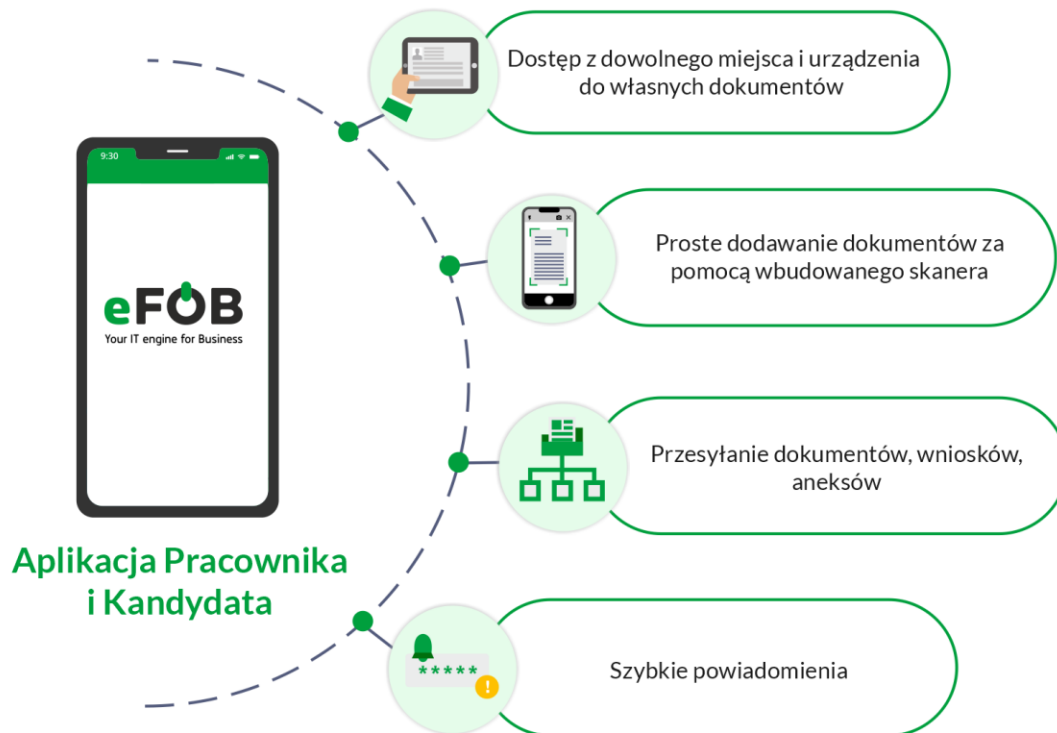 Dostęp z dowolnego miejsca i urządzenia
do własnych dokumentów
9:30
eFOB
Your IT engine for Business
Proste dodawanie dokumentów za
pomocą wbudowanego skanera
Przesyłanie dokumentów, wniosków,
aneksów
Aplikacja Pracownika
i Kandydata
*****
!
Szybkie powiadomienia